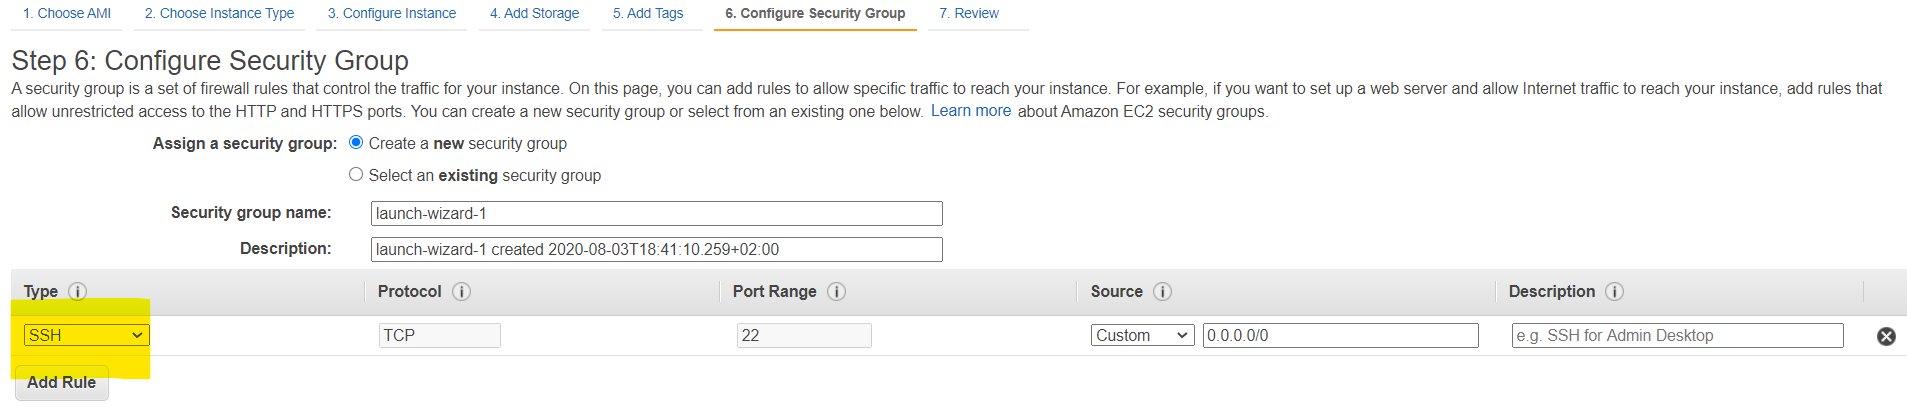 1. Choose AMI 2. Choose Instance Type 3. Configure Instance 4. Add Storage 5. Add Tags 6. Configure Security Group 7. Review
Step 6: Configure Security Group
A security group is a set of firewall rules that control the traffic for your instance. On this page, you can add rules to allow specific traffic to reach your instance. For example, if you want to set up a web server and allow Internet traffic to reach your instance, add rules that
allow unrestricted access to the HTTP and HTTPS ports. You can create a new security group or select from an existing one below. Learn more about Amazon EC2 security groups.
Assign a security group: Create a new security group
Select an existing security group
Security group name: launch-wizard-1
Description: launch-wizard-1 created 2020-08-03T18:41:10.259+02:00
Type i Protocol i Port Range i Source i Description i
SSH TCP 22 Custom 0.0.0.0/0 e.g. SSH for Admin Desktop
Add Rule